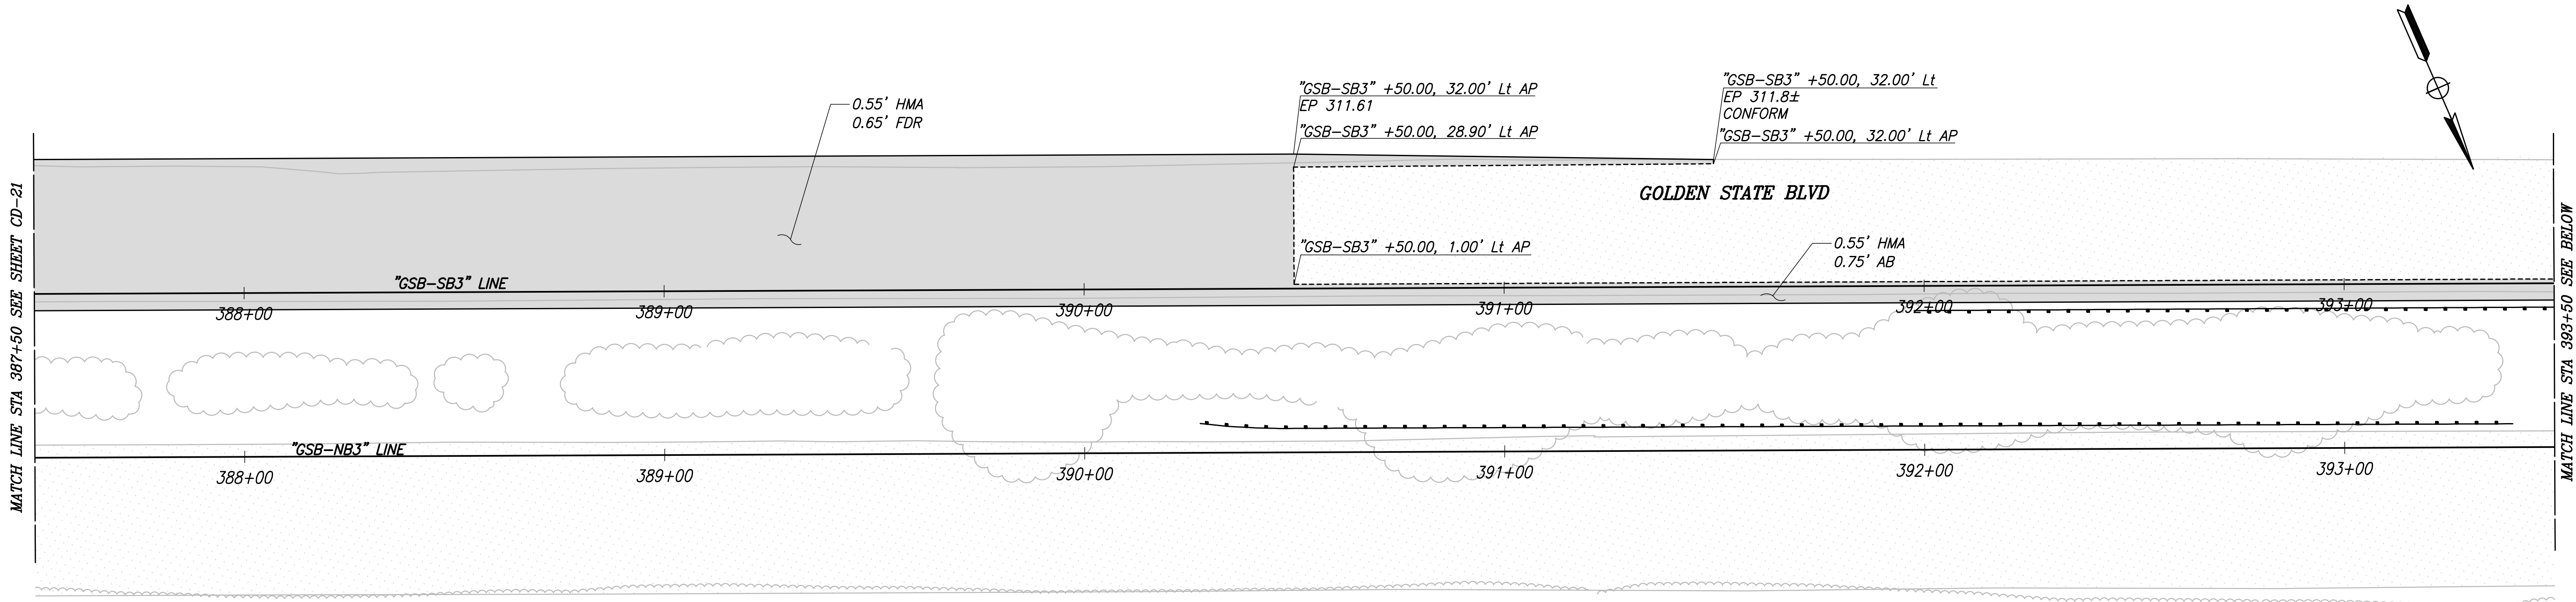 "GSB-SB3" +50.00, 32.00' Lt AP
EP 311.61
"GSB-SB3" +50.00, 28.90' Lt AP
"GSB-SB3" +50.00, 32.00' Lt
EP 311.8±
CONFORM
"GSB-SB3" +50.00, 32.00' Lt AP
0.55' HMA
0.65' FDR
GOLDEN STATE BLVD
"GSB-SB3" +50.00, 1.00' Lt AP
0.55' HMA
0.75' AB
"GSB-SB3" LINE
388+00
389+00
390+00
391+00
392+00
393+00
"GSB-NB3" LINE
388+00
389+00
390+00
391+00
392+00
393+00
MATCH LINE STA 387+50 SEE SHEET CD-21
MATCH LINE STA 393+50 SEE BELOW